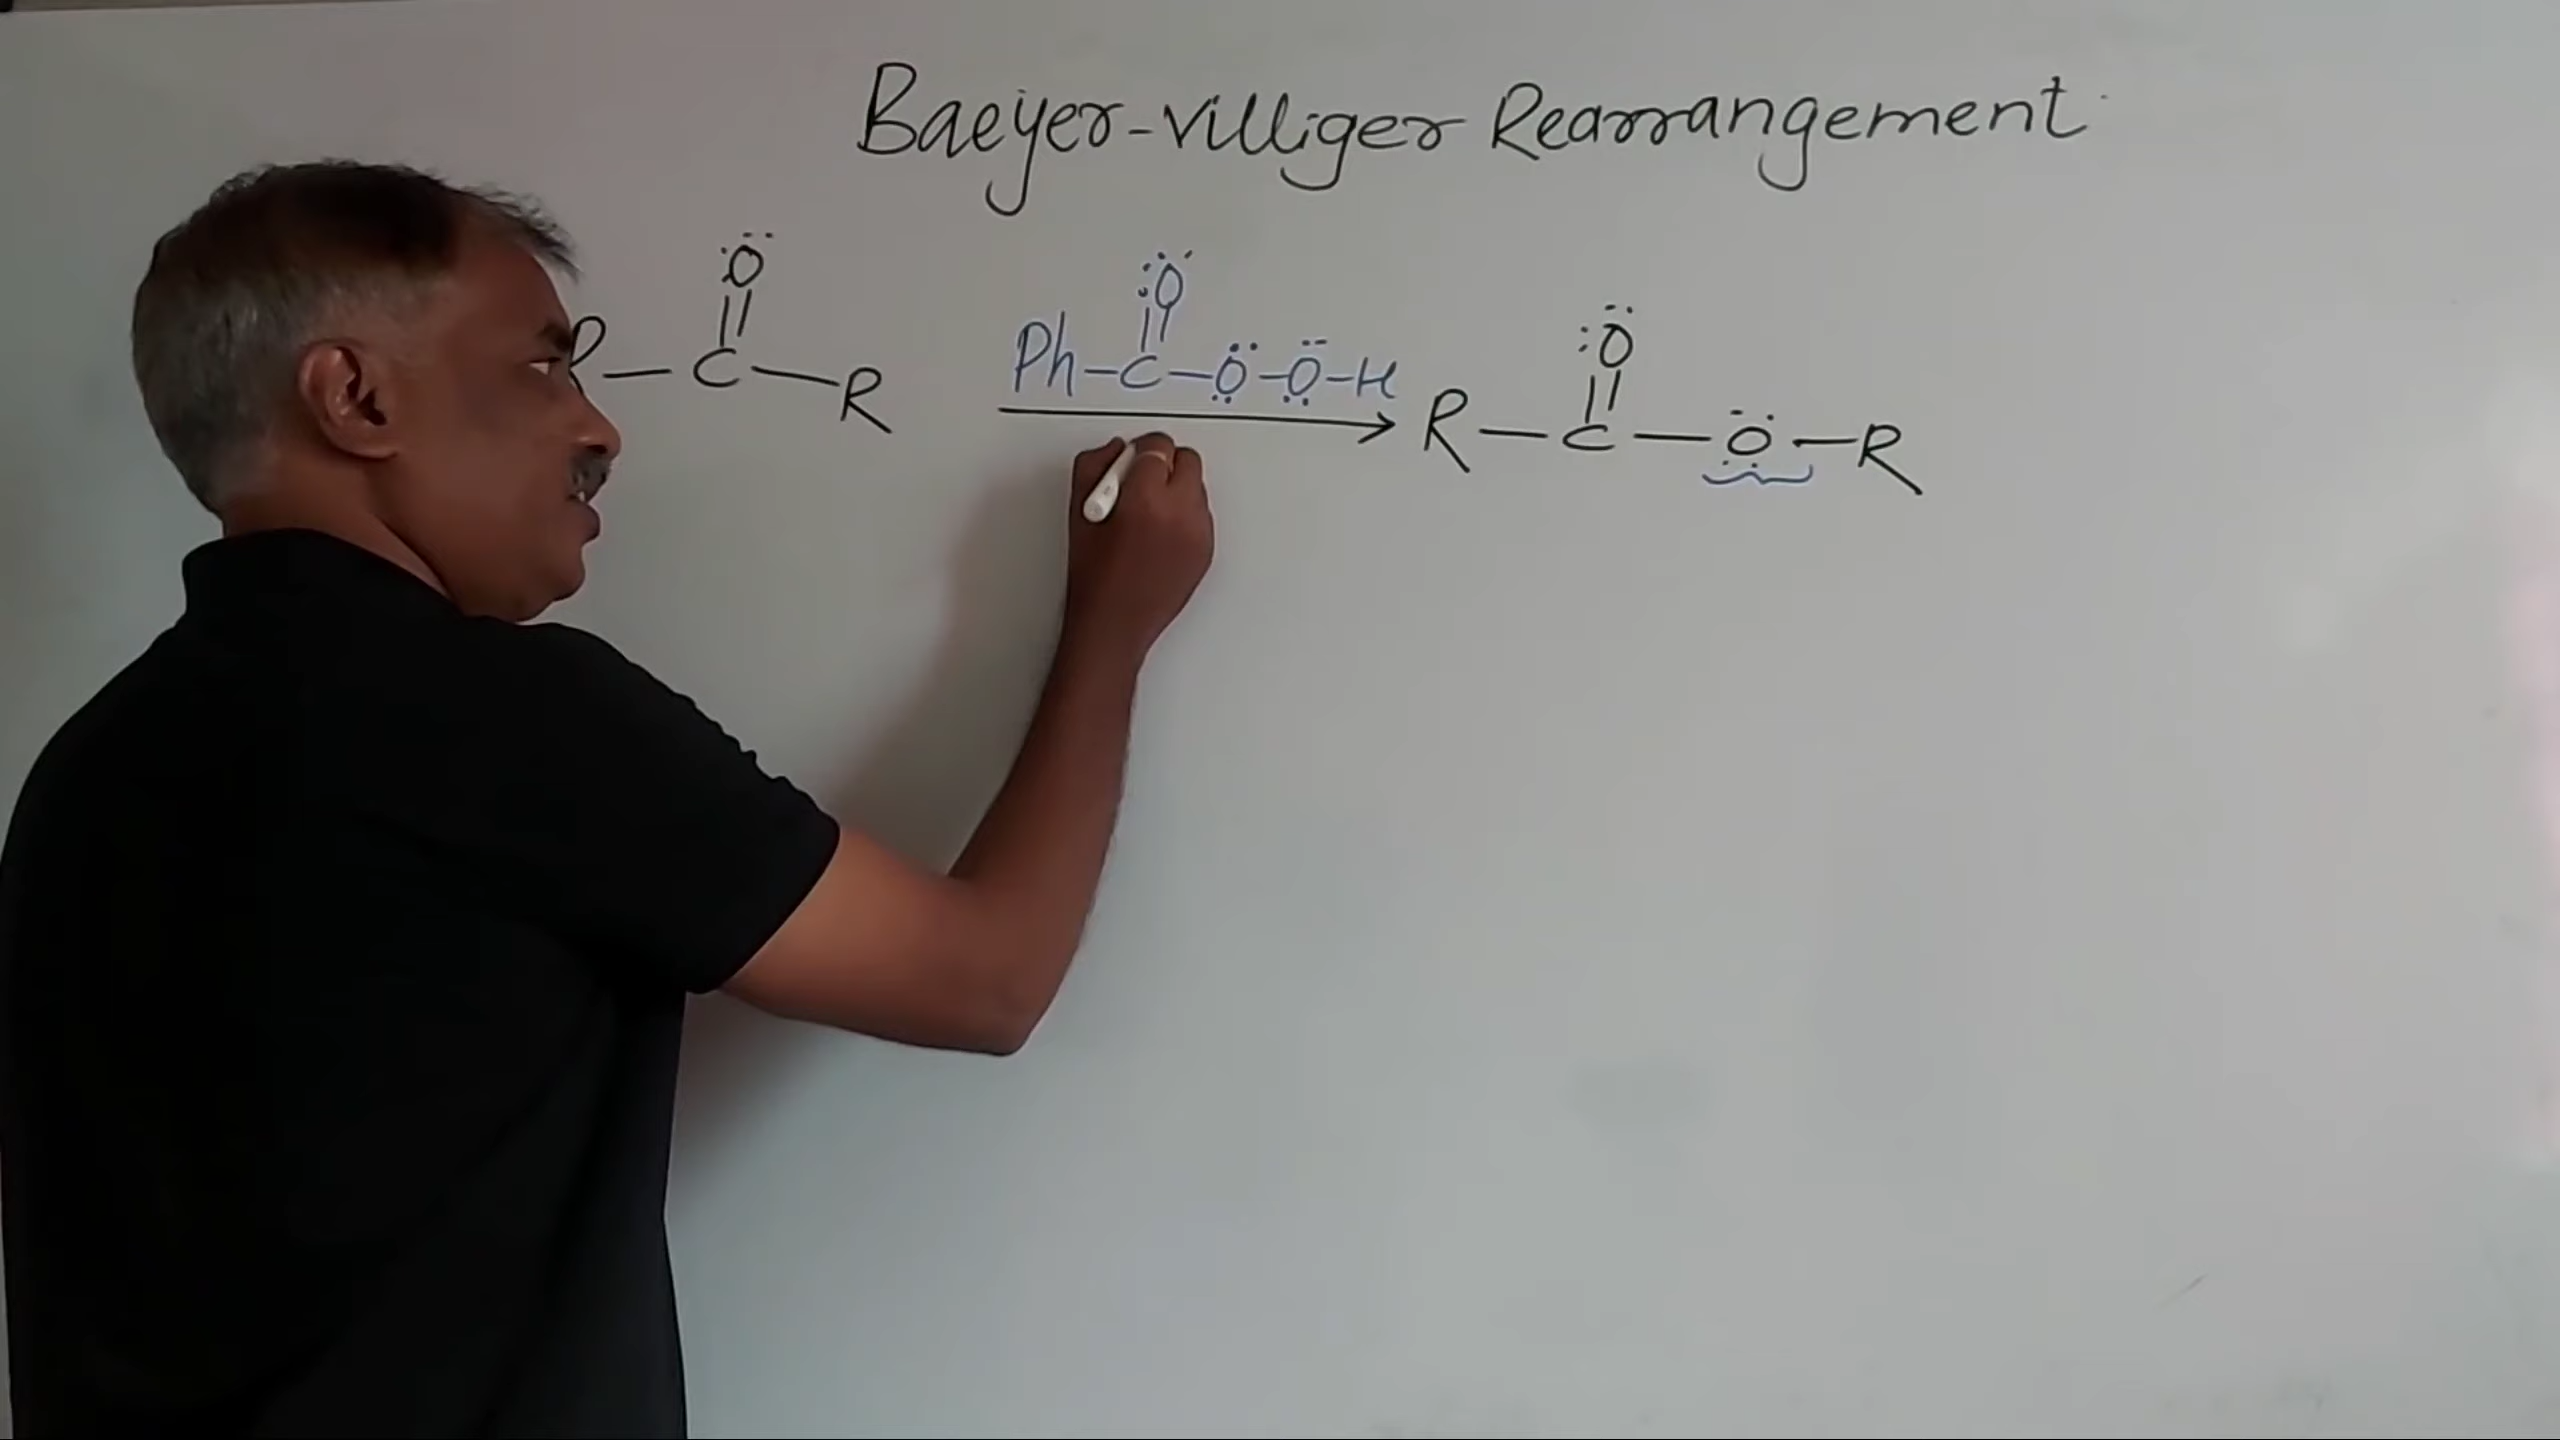 Baeyer-Villiger Rearrangement
:Ö :Ö :Ö
|| || ||
R—C—R Ph-C-Ö-Ö-H → R—C—Ö—R